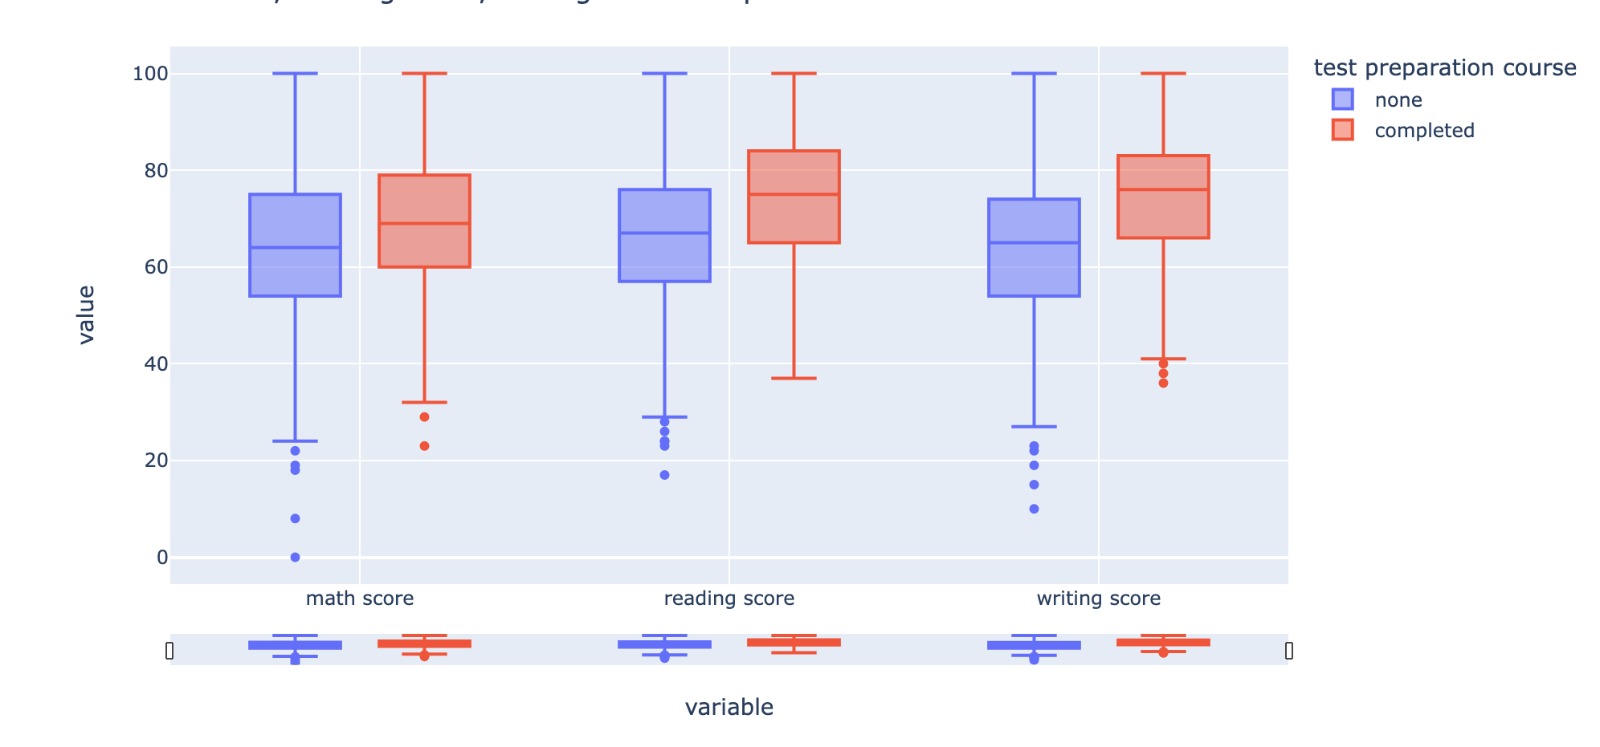 100
80
60
40
20
0
value
math score
reading score
writing score
variable
test preparation course
none
completed